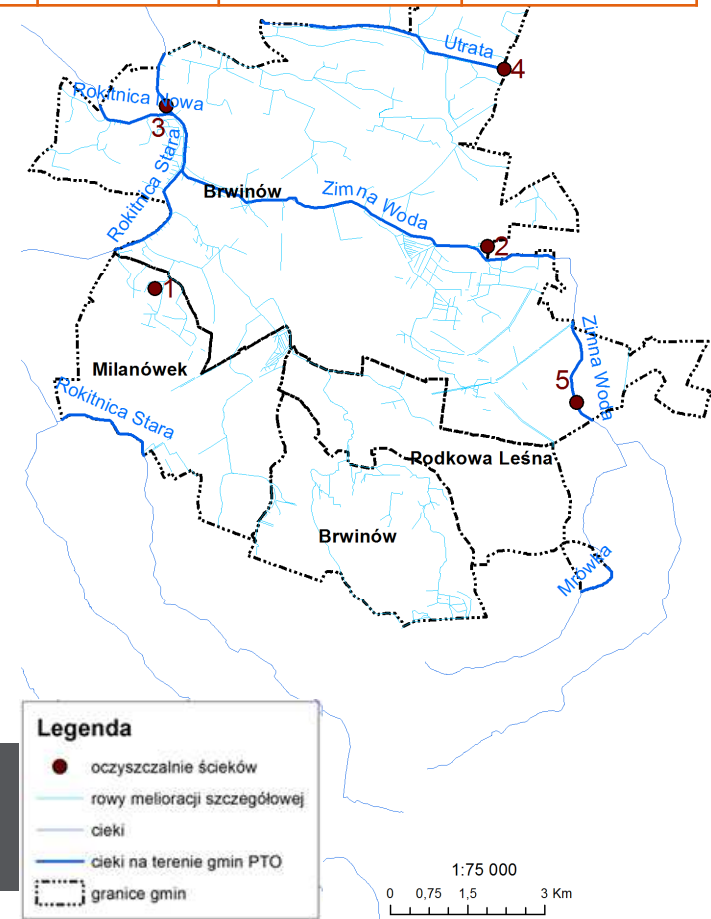 Utrata
4
Rokitnica Nowa
3
Rokitnica Stara
Brwinów
Zimna Woda
2
1
Zimna Woda
Milanówek
5
Rokitnica Stara
Podkowa Leśna
Brwinów
Mrówka
Legenda
oczyszczalnie ścieków
rowy melioracji szczegółowej
cieki
cieki na terenie gmin PTO
granice gmin
1:75 000
0 0,75 1,5 3 Km